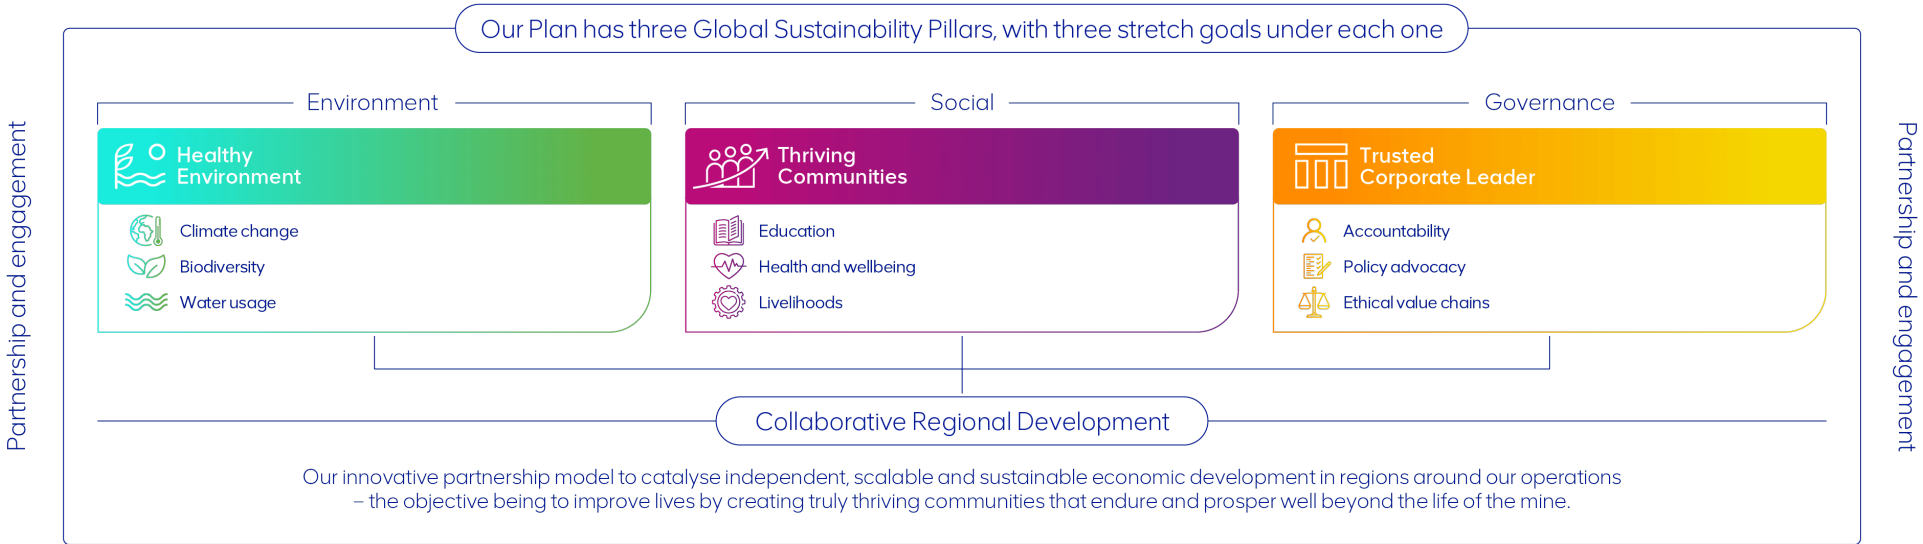 Our Plan has three Global Sustainability Pillars, with three stretch goals under each one
Partnership and engagement
Environment
Healthy
Environment
Climate change
Biodiversity
Water usage
Social
Thriving
Communities
Education
Health and wellbeing
Livelihoods
Governance
Trusted
Corporate Leader
Accountability
Policy advocacy
Ethical value chains
Partnership and engagement
Collaborative Regional Development
Our innovative partnership model to catalyse independent, scalable and sustainable economic development in regions around our operations
– the objective being to improve lives by creating truly thriving communities that endure and prosper well beyond the life of the mine.